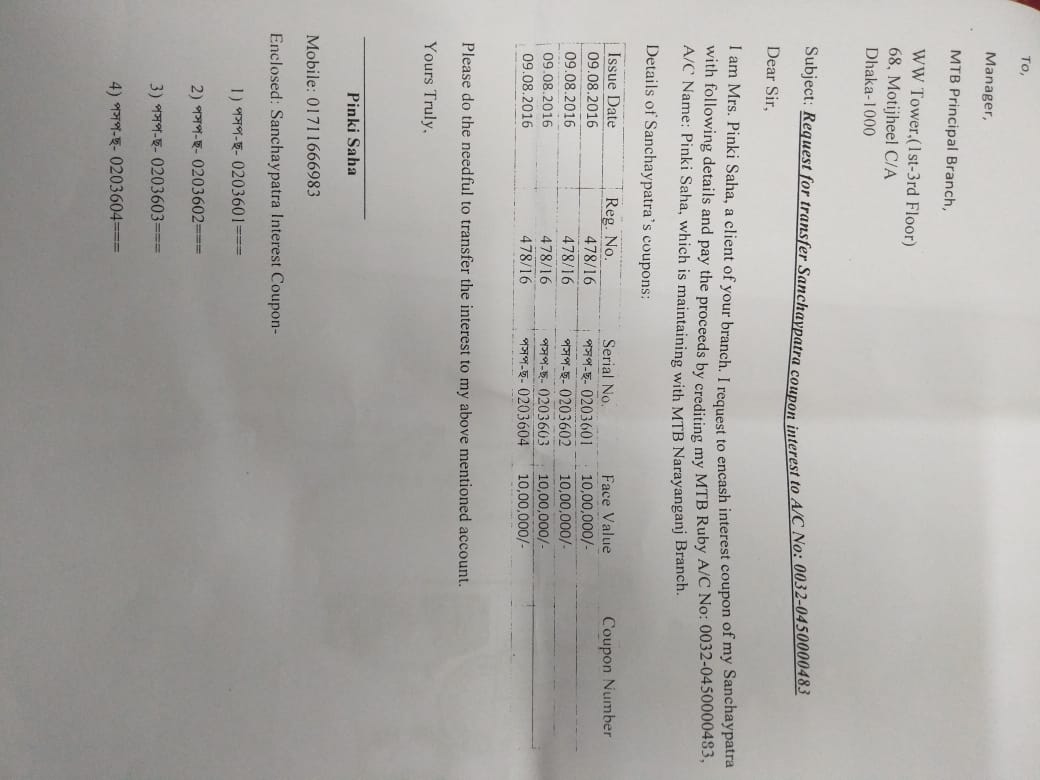 To,
Manager,
MTB Principal Branch,
WW Tower,(1st-3rd Floor)
68, Motijheel C/A
Dhaka-1000
Subject: Request for transfer Sanchaypatra coupon interest to A/C No: 0032-0450000483
Dear Sir,
I am Mrs. Pinki Saha, a client of your branch. I request to encash interest coupon of my Sanchaypatra
with following details and pay the proceeds by crediting my MTB Ruby A/C No: 0032-0450000483,
A/C Name: Pinki Saha, which is maintaining with MTB Narayanganj Branch.
Details of Sanchaypatra's coupons:
Issue Date Reg. No. Serial No. Face Value Coupon Number
09.08.2016 478/16 পসপ-ছ- 0203601 10,00,000/-
09.08.2016 478/16 পসপ-ছ- 0203602 10,00,000/-
09.08.2016 478/16 পসপ-ছ- 0203603 10,00,000/-
09.08.2016 478/16 পসপ-ছ- 0203604 10,00,000/-
Please do the needful to transfer the interest to my above mentioned account.
Yours Truly,
Pinki Saha
Mobile: 01711666983
Enclosed: Sanchaypatra Interest Coupon-
1) পসপ-ছ- 0203601===
2) পসপ-ছ- 0203602===
3) পসপ-ছ- 0203603===
4) পসপ-ছ- 0203604===